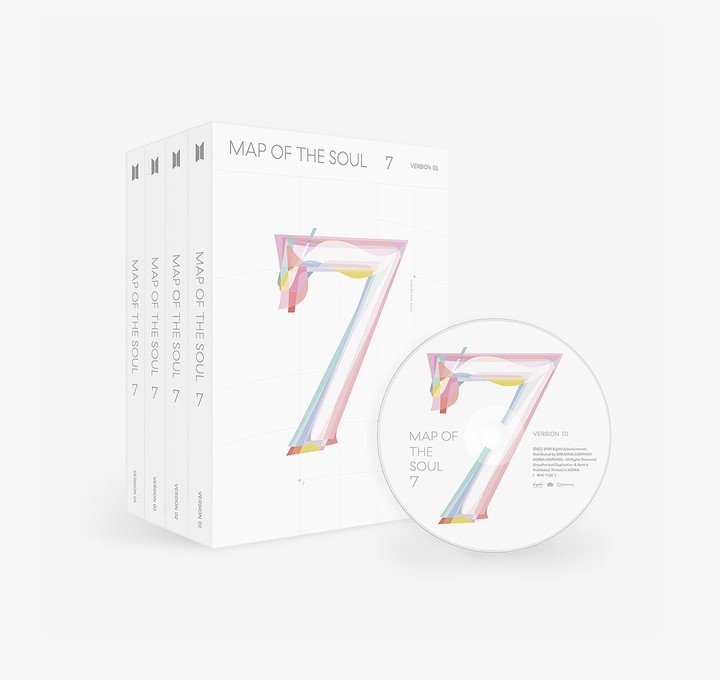 MAP OF THE SOUL 7 VERSION 01
7
MAP OF THE SOUL 7 VERSION 04
MAP OF THE SOUL 7 VERSION 03
MAP OF THE SOUL 7 VERSION 02
MAP OF THE SOUL 7 VERSION 01
7
MAP OF
THE
SOUL
7
VERSION 01